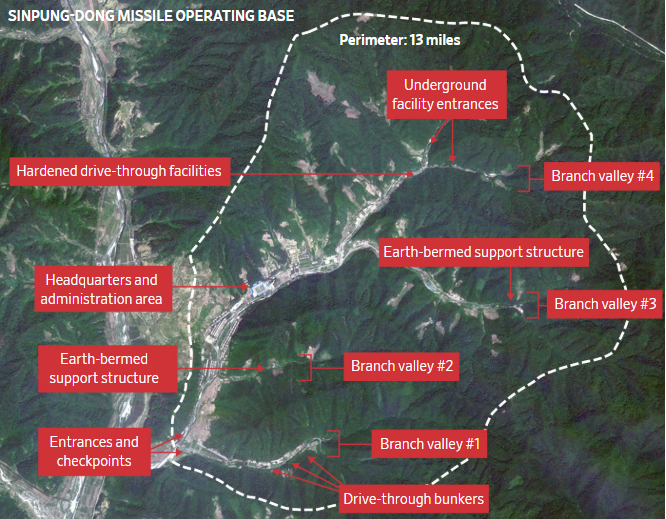 SINPUNG-DONG MISSILE OPERATING BASE
Perimeter: 13 miles
Underground
facility entrances
Hardened drive-through facilities
Branch valley #4
Earth-bermed support structure
Headquarters and
administration area
Branch valley #3
Earth-bermed
support structure
Branch valley #2
Entrances and
checkpoints
Branch valley #1
Drive-through bunkers